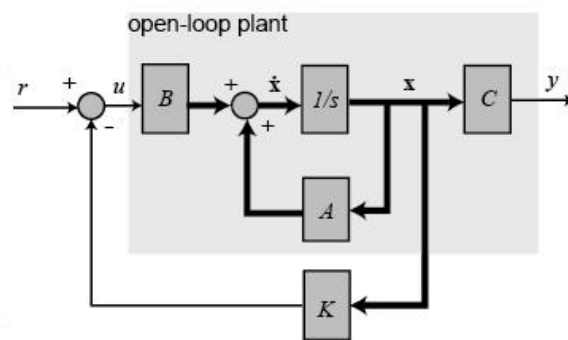 open-loop plant
r + - u B + + ẋ 1/s x C y
A
K